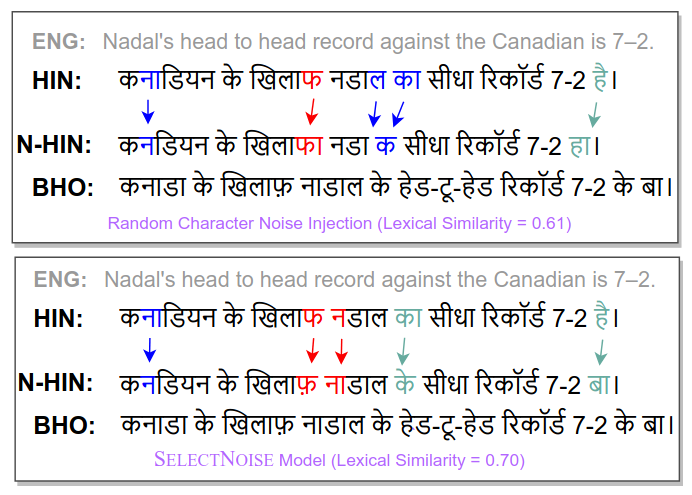 ENG: Nadal's head to head record against the Canadian is 7–2.
HIN: कनाडियन के खिलाफ नडाल का सीधा रिकॉर्ड 7-2 है।
N-HIN: कनडियन के खिलाफा नडा क सीधा रिकॉर्ड 7-2 हा।
BHO: कनाडा के खिलाफ़ नाडाल के हेड-टू-हेड रिकॉर्ड 7-2 के बा।
Random Character Noise Injection (Lexical Similarity = 0.61)
ENG: Nadal's head to head record against the Canadian is 7–2.
HIN: कनाडियन के खिलाफ नडाल का सीधा रिकॉर्ड 7-2 है।
N-HIN: कनडियन के खिलाफ़ नाडाल के सीधा रिकॉर्ड 7-2 बा।
BHO: कनाडा के खिलाफ़ नाडाल के हेड-टू-हेड रिकॉर्ड 7-2 के बा।
SELECTNOISE Model (Lexical Similarity = 0.70)